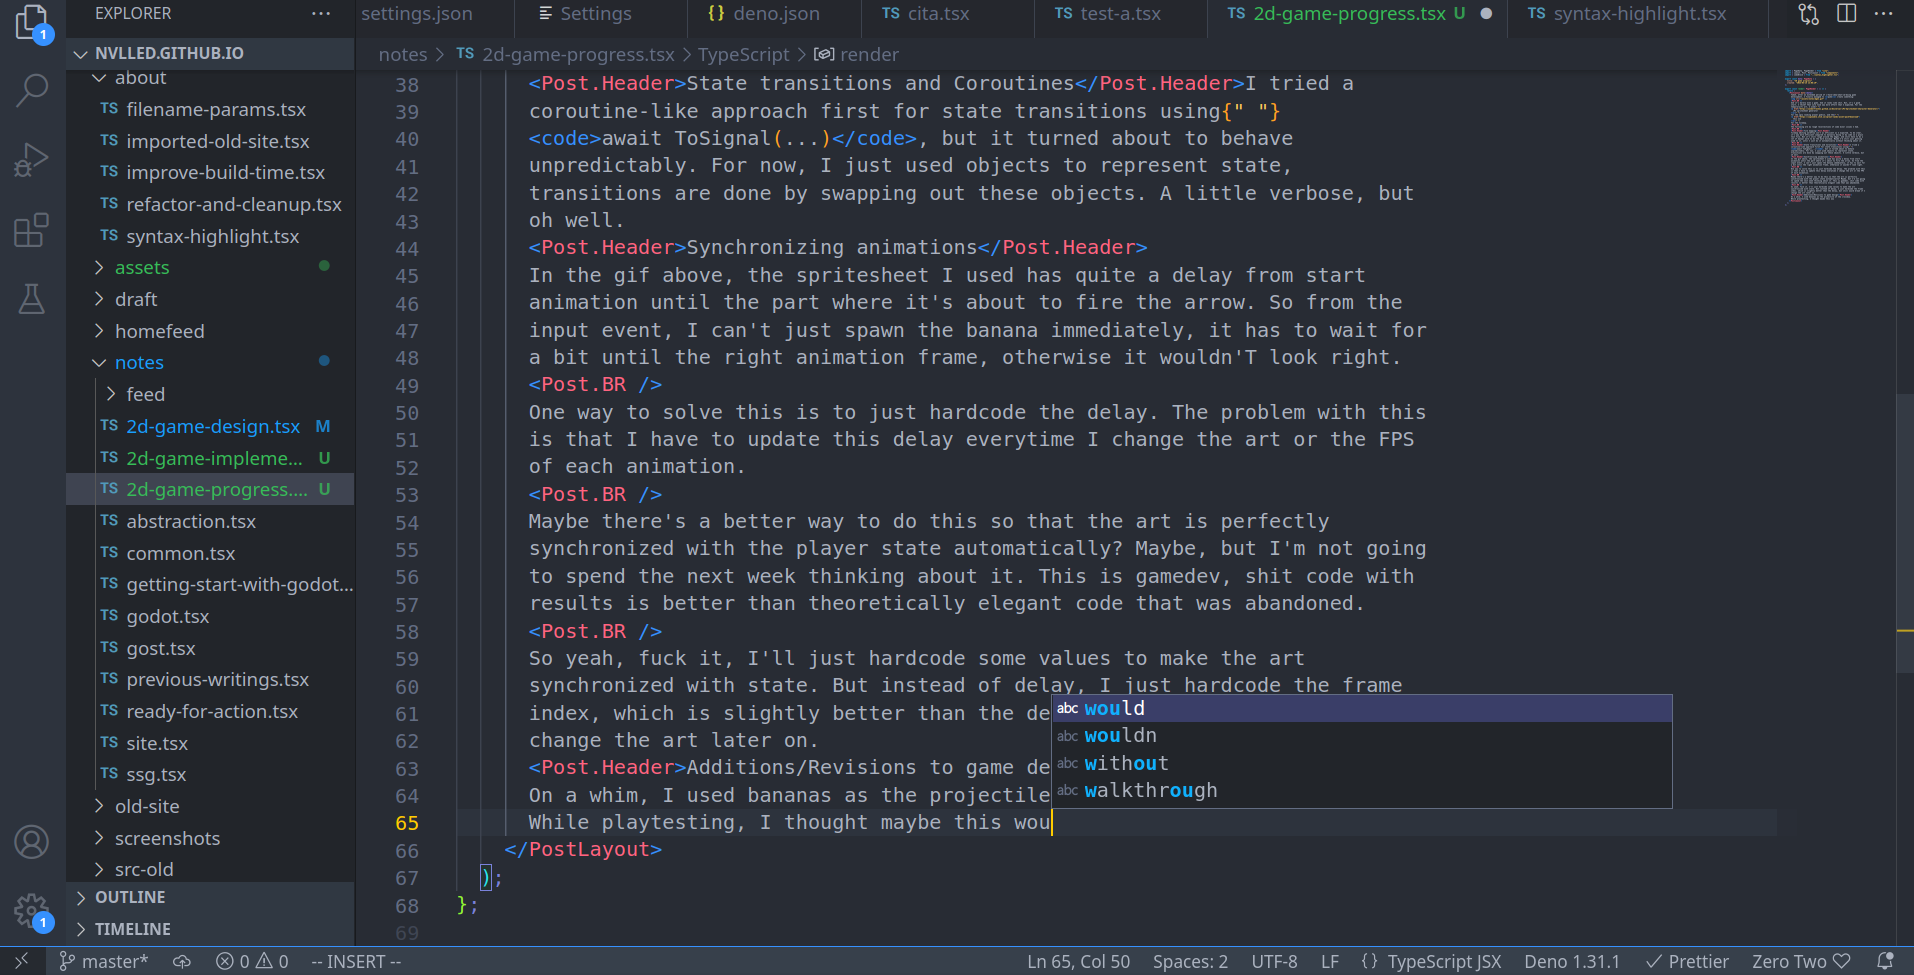 EXPLORER
settings.json
Settings
{} deno.json
TS cita.tsx
TS test-a.tsx
TS 2d-game-progress.tsx U
TS syntax-highlight.tsx
1
NVLLED.GITHUB.IO
notes > TS 2d-game-progress.tsx > TypeScript > render
about
TS filename-params.tsx
TS imported-old-site.tsx
TS improve-build-time.tsx
TS refactor-and-cleanup.tsx
TS syntax-highlight.tsx
assets
draft
homefeed
notes
feed
TS 2d-game-design.tsx M
TS 2d-game-impleme... U
TS 2d-game-progress.... U
TS abstraction.tsx
TS common.tsx
TS getting-start-with-godot...
TS godot.tsx
TS gost.tsx
TS previous-writings.tsx
TS ready-for-action.tsx
TS site.tsx
TS ssg.tsx
old-site
screenshots
src-old
OUTLINE
TIMELINE
1
38 <Post.Header>State transitions and Coroutines</Post.Header>I tried a
39 coroutine-like approach first for state transitions using{" "}
40 <code>await ToSignal(...)</code>, but it turned about to behave
41 unpredictably. For now, I just used objects to represent state,
42 transitions are done by swapping out these objects. A little verbose, but
43 oh well.
44 <Post.Header>Synchronizing animations</Post.Header>
45 In the gif above, the spritesheet I used has quite a delay from start
46 animation until the part where it's about to fire the arrow. So from the
47 input event, I can't just spawn the banana immediately, it has to wait for
48 a bit until the right animation frame, otherwise it wouldn'T look right.
49 <Post.BR />
50 One way to solve this is to just hardcode the delay. The problem with this
51 is that I have to update this delay everytime I change the art or the FPS
52 of each animation.
53 <Post.BR />
54 Maybe there's a better way to do this so that the art is perfectly
55 synchronized with the player state automatically? Maybe, but I'm not going
56 to spend the next week thinking about it. This is gamedev, shit code with
57 results is better than theoretically elegant code that was abandoned.
58 <Post.BR />
59 So yeah, fuck it, I'll just hardcode some values to make the art
60 synchronized with state. But instead of delay, I just hardcode the frame
61 index, which is slightly better than the de
62 change the art later on.
63 <Post.Header>Additions/Revisions to game de
64 On a whim, I used bananas as the projectile
65 While playtesting, I thought maybe this wou
66 </PostLayout>
67 );
68 };
69
abc would
abc wouldn
abc without
abc walkthrough
master* 0 0 -- INSERT -- Ln 65, Col 50 Spaces: 2 UTF-8 LF {} TypeScript JSX Deno 1.31.1 Prettier Zero Two